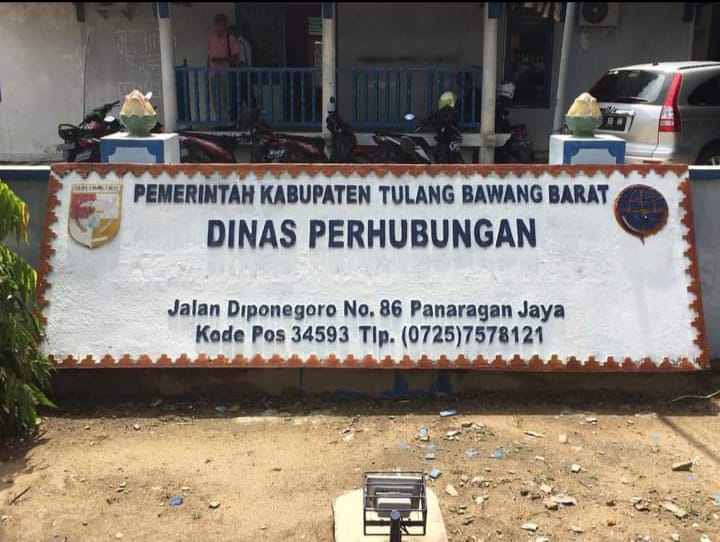 PEMERINTAH KABUPATEN TULANG BAWANG BARAT
DINAS PERHUBUNGAN
Jalan Diponegoro No. 86 Panaragan Jaya
Kode Pos 34593 Tlp. (0725)7578121